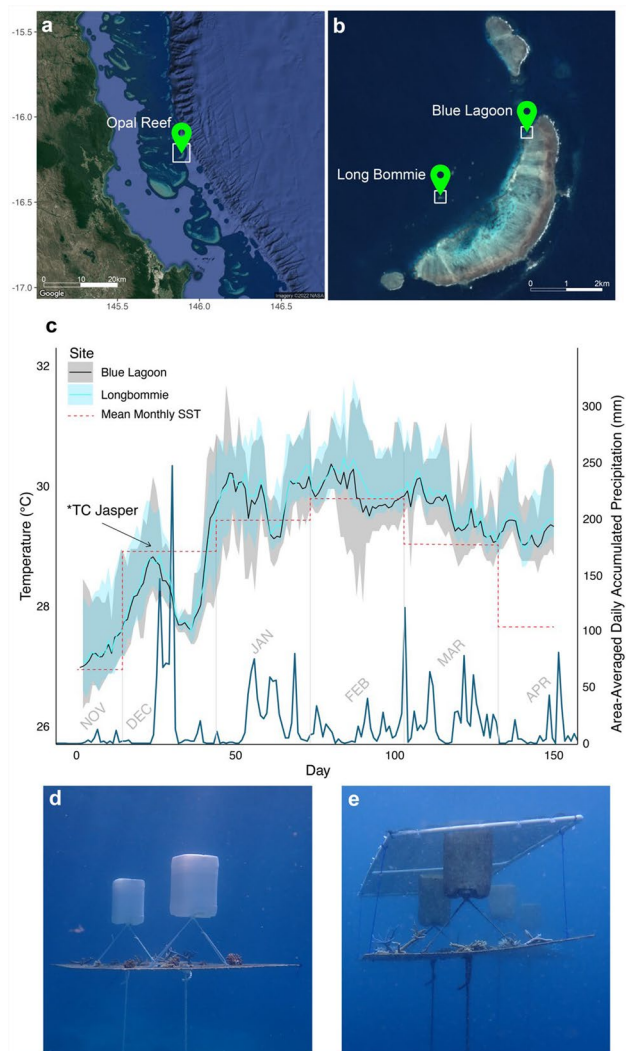 a
Opal Reef
-16.0
-16.5
-17.0
0 10 20km
Google
Imagery ©2022 NASA
145.5 146.0 146.5
b
Blue Lagoon
Long Bommie
0 1 2km
c
Site
Blue Lagoon
Longbommie
Mean Monthly SST
*TC Jasper
Temperature (°C)
32
30
28
26
Area-Averaged Daily Accumulated Precipitation (mm)
300
250
200
150
100
50
0
NOV
DEC
JAN
FEB
MAR
APR
0 50 100 150
Day
d
e